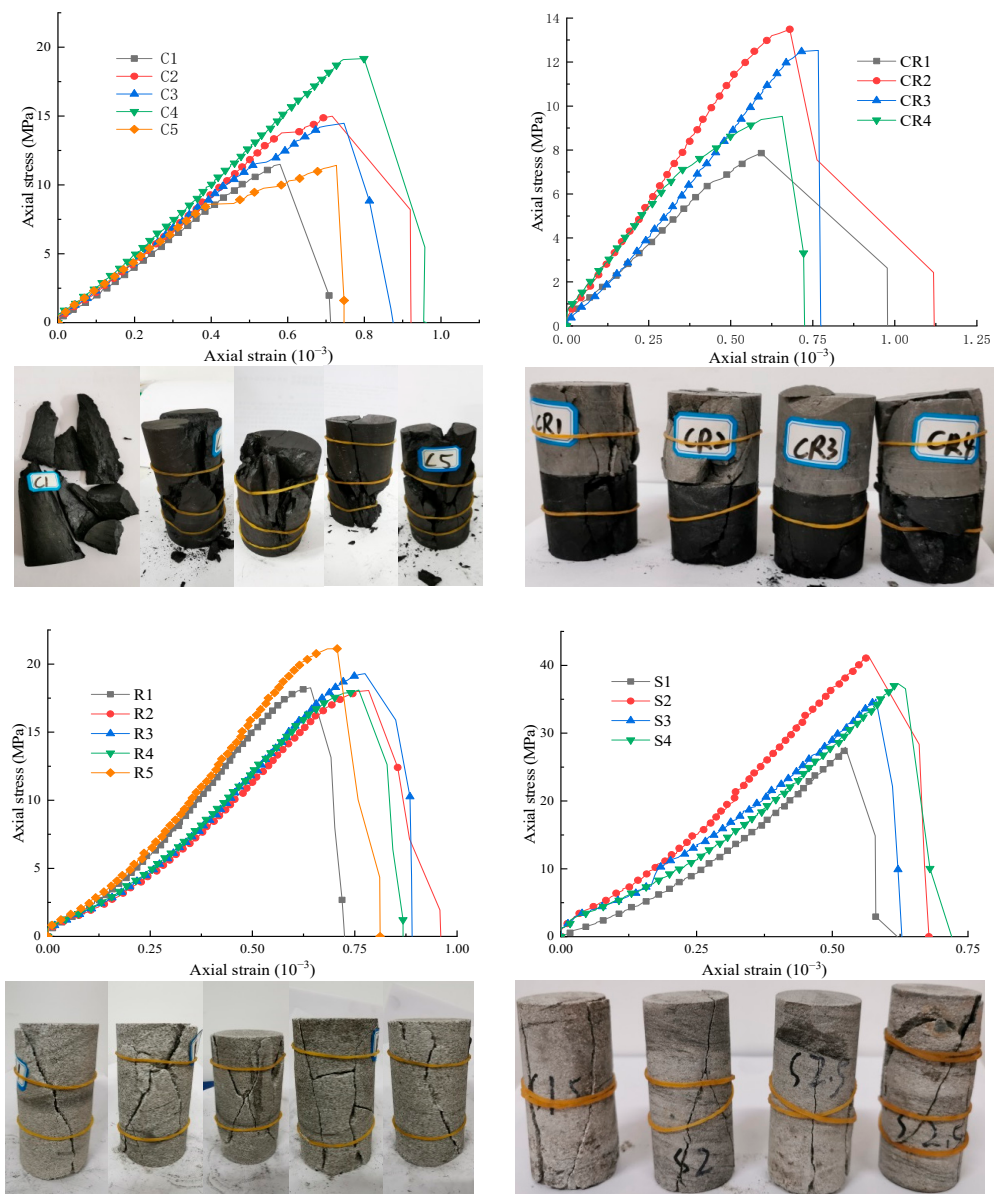 20
15
10
5
0
0.0
0.2
0.4
0.6
0.8
1.0
Axial stress (MPa)
Axial strain (10⁻³)
C1
C2
C3
C4
C5
14
12
10
8
6
4
2
0
0.00
0.25
0.50
0.75
1.00
1.25
Axial stress (MPa)
Axial strain (10⁻³)
CR1
CR2
CR3
CR4
C1
C5
CR1
CR2
CR3
CR4
20
15
10
5
0
0.00
0.25
0.50
0.75
1.00
Axial stress (MPa)
Axial strain (10⁻³)
R1
R2
R3
R4
R5
40
30
20
10
0
0.00
0.25
0.50
0.75
Axial stress (MPa)
Axial strain (10⁻³)
S1
S2
S3
S4
S2